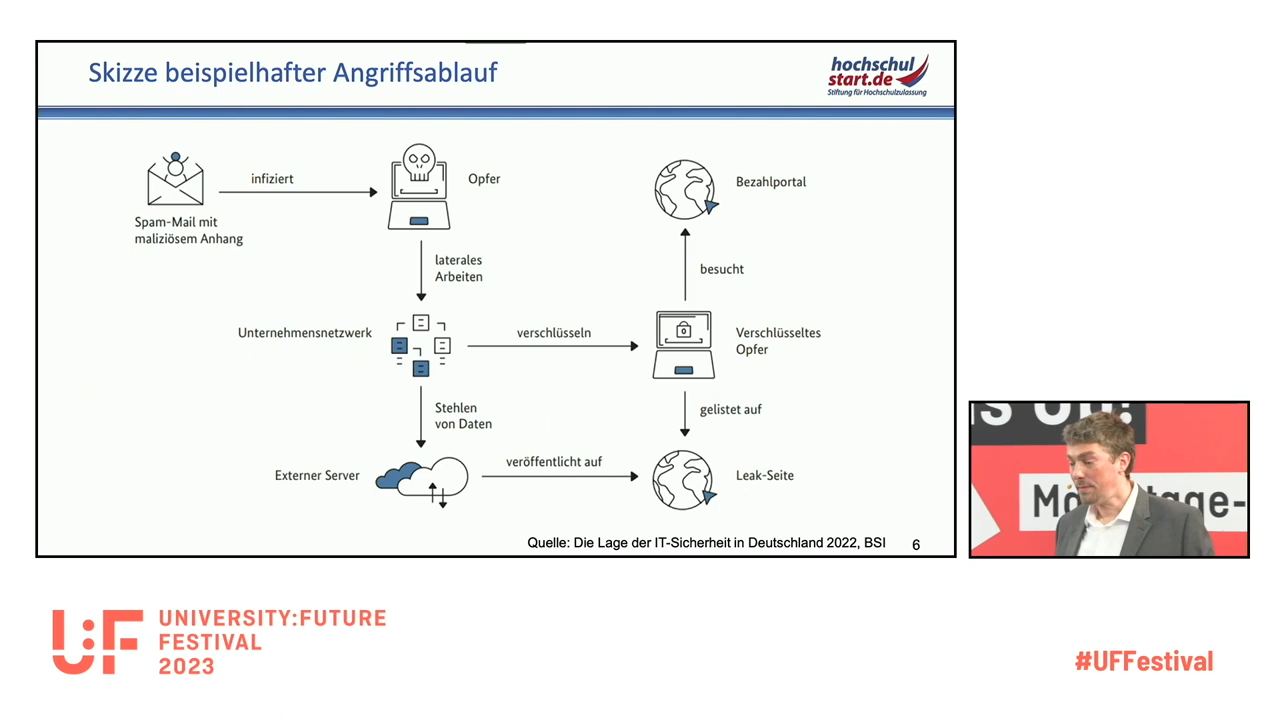 Skizze beispielhafter Angriffsablauf
hochschul
start.de
Stiftung für Hochschulzulassung
infiziert
Opfer
Bezahlportal
Spam-Mail mit
maliziösem Anhang
laterales
Arbeiten
besucht
Unternehmensnetzwerk
verschlüsseln
Verschlüsseltes
Opfer
Stehlen
von Daten
gelistet auf
Externer Server
veröffentlicht auf
Leak-Seite
Quelle: Die Lage der IT-Sicherheit in Deutschland 2022, BSI
6
U:F
UNIVERSITY:FUTURE
FESTIVAL
2023
#UFFestival